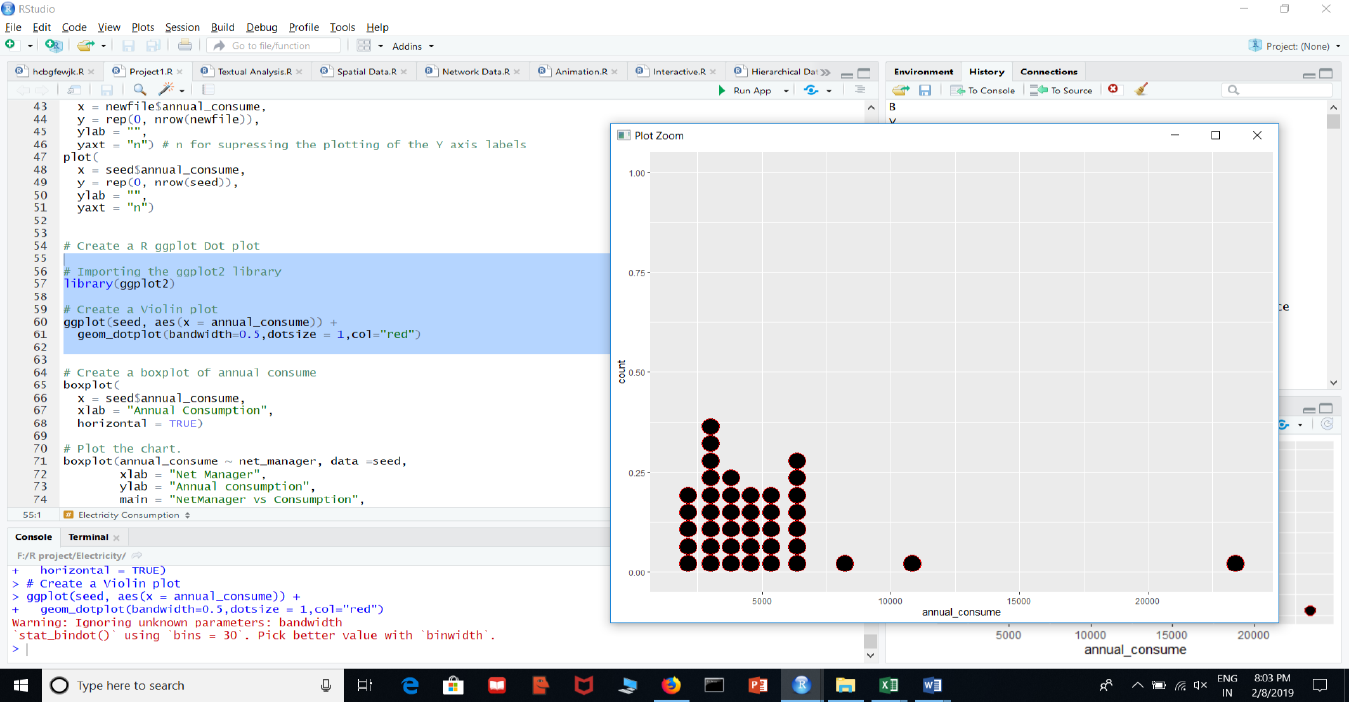 RStudio
File Edit Code View Plots Session Build Debug Profile Tools Help
Go to file/function Addins Project: (None)
hcbgfewjk.R Project1.R Textual Analysis.R Spatial Data.R Network Data.R Animation.R Interactive.R Hierarchical Dat
Run App
43 x = newfile$annual_consume,
44 y = rep(0, nrow(newfile)),
45 ylab = "",
46 yaxt = "n") # n for supressing the plotting of the Y axis labels
47 plot(
48 x = seed$annual_consume,
49 y = rep(0, nrow(seed)),
50 ylab = "",
51 yaxt = "n")
52
53
54 # Create a R ggplot Dot plot
55
56 # Importing the ggplot2 library
57 library(ggplot2)
58
59 # Create a Violin plot
60 ggplot(seed, aes(x = annual_consume)) +
61 geom_dotplot(bandwidth=0.5,dotsize = 1,col="red")
62
63
64 # Create a boxplot of annual consume
65 boxplot(
66 x = seed$annual_consume,
67 xlab = "Annual Consumption",
68 horizontal = TRUE)
69
70 # Plot the chart.
71 boxplot(annual_consume ~ net_manager, data =seed,
72 xlab = "Net Manager",
73 ylab = "Annual consumption",
74 main = "NetManager vs Consumption",
55:1 Electricity Consumption
Console Terminal
F:/R project/Electricity/
+ horizontal = TRUE)
> # Create a Violin plot
> ggplot(seed, aes(x = annual_consume)) +
+ geom_dotplot(bandwidth=0.5,dotsize = 1,col="red")
Warning: Ignoring unknown parameters: bandwidth
`stat_bindot()` using `bins = 30`. Pick better value with `binwidth`.
>
Environment History Connections
To Console To Source
B
Plot Zoom
1.00
0.75
0.50
0.25
0.00
count
5000 10000 15000 20000
annual_consume
5000 10000 15000 20000
annual_consume
Type here to search
ENG
IN
8:03 PM
2/8/2019